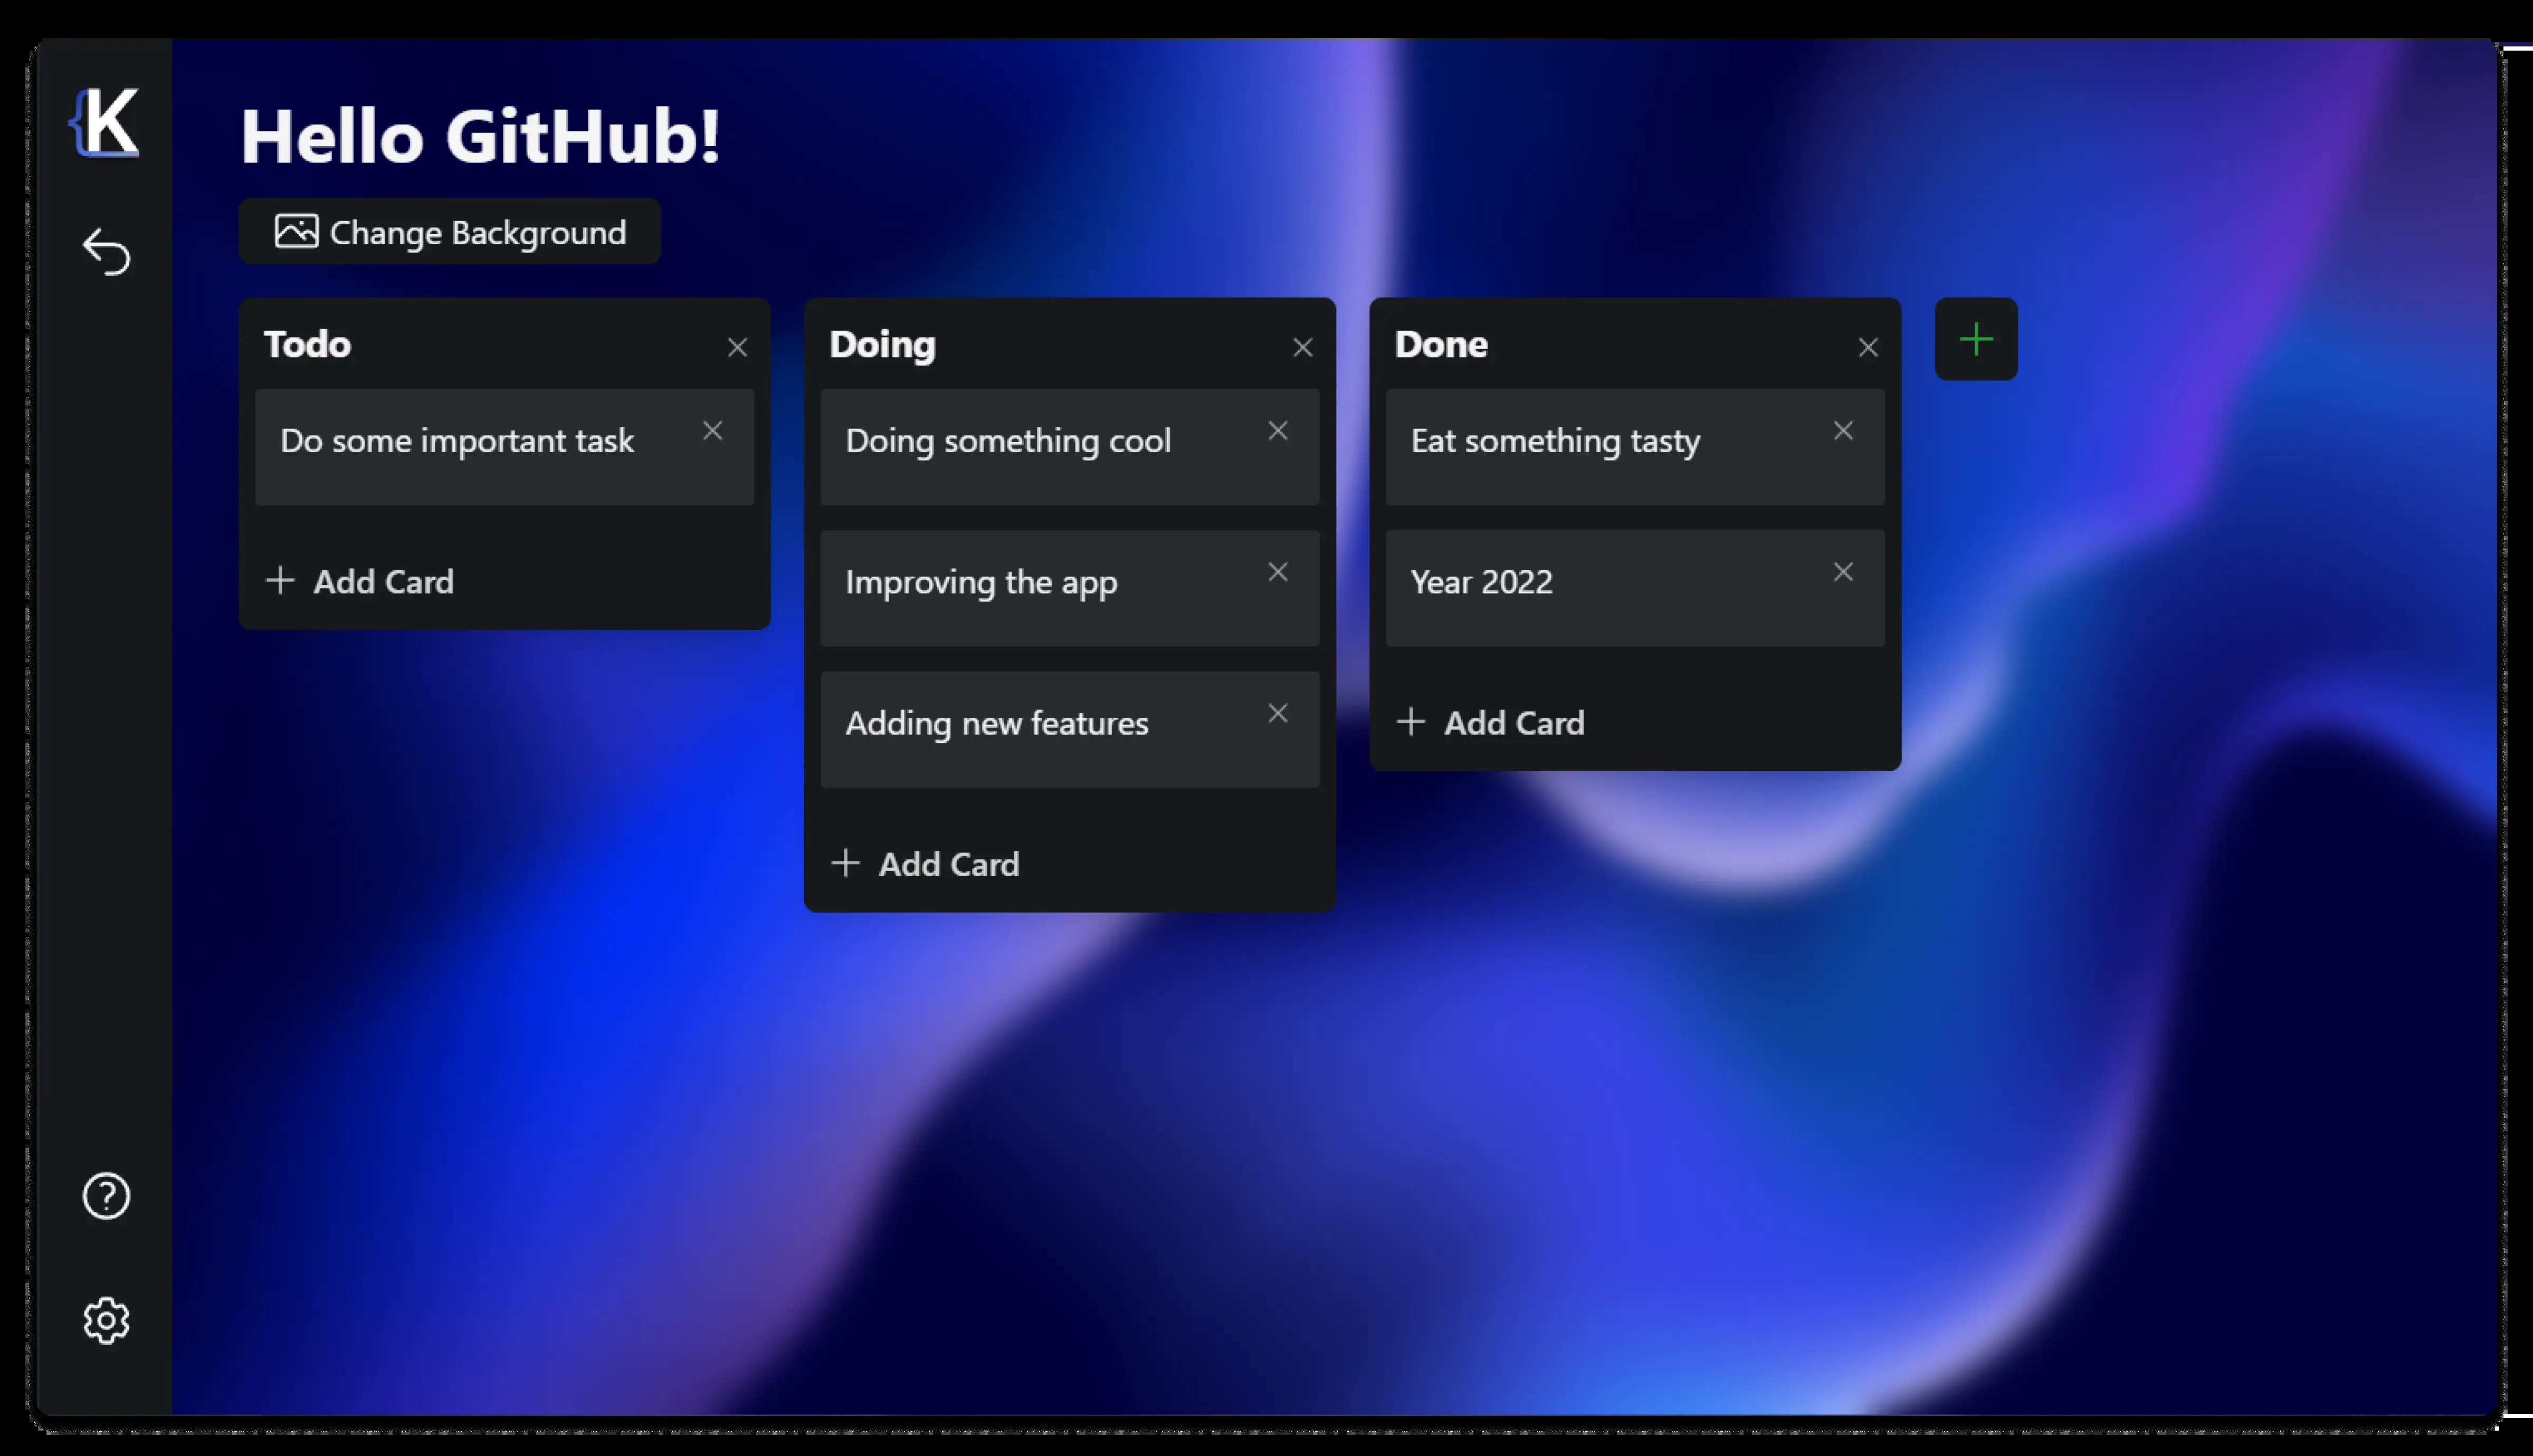 {K
Hello GitHub!
Change Background
Todo
Do some important task
Add Card
Doing
Doing something cool
Improving the app
Adding new features
Add Card
Done
Eat something tasty
Year 2022
Add Card